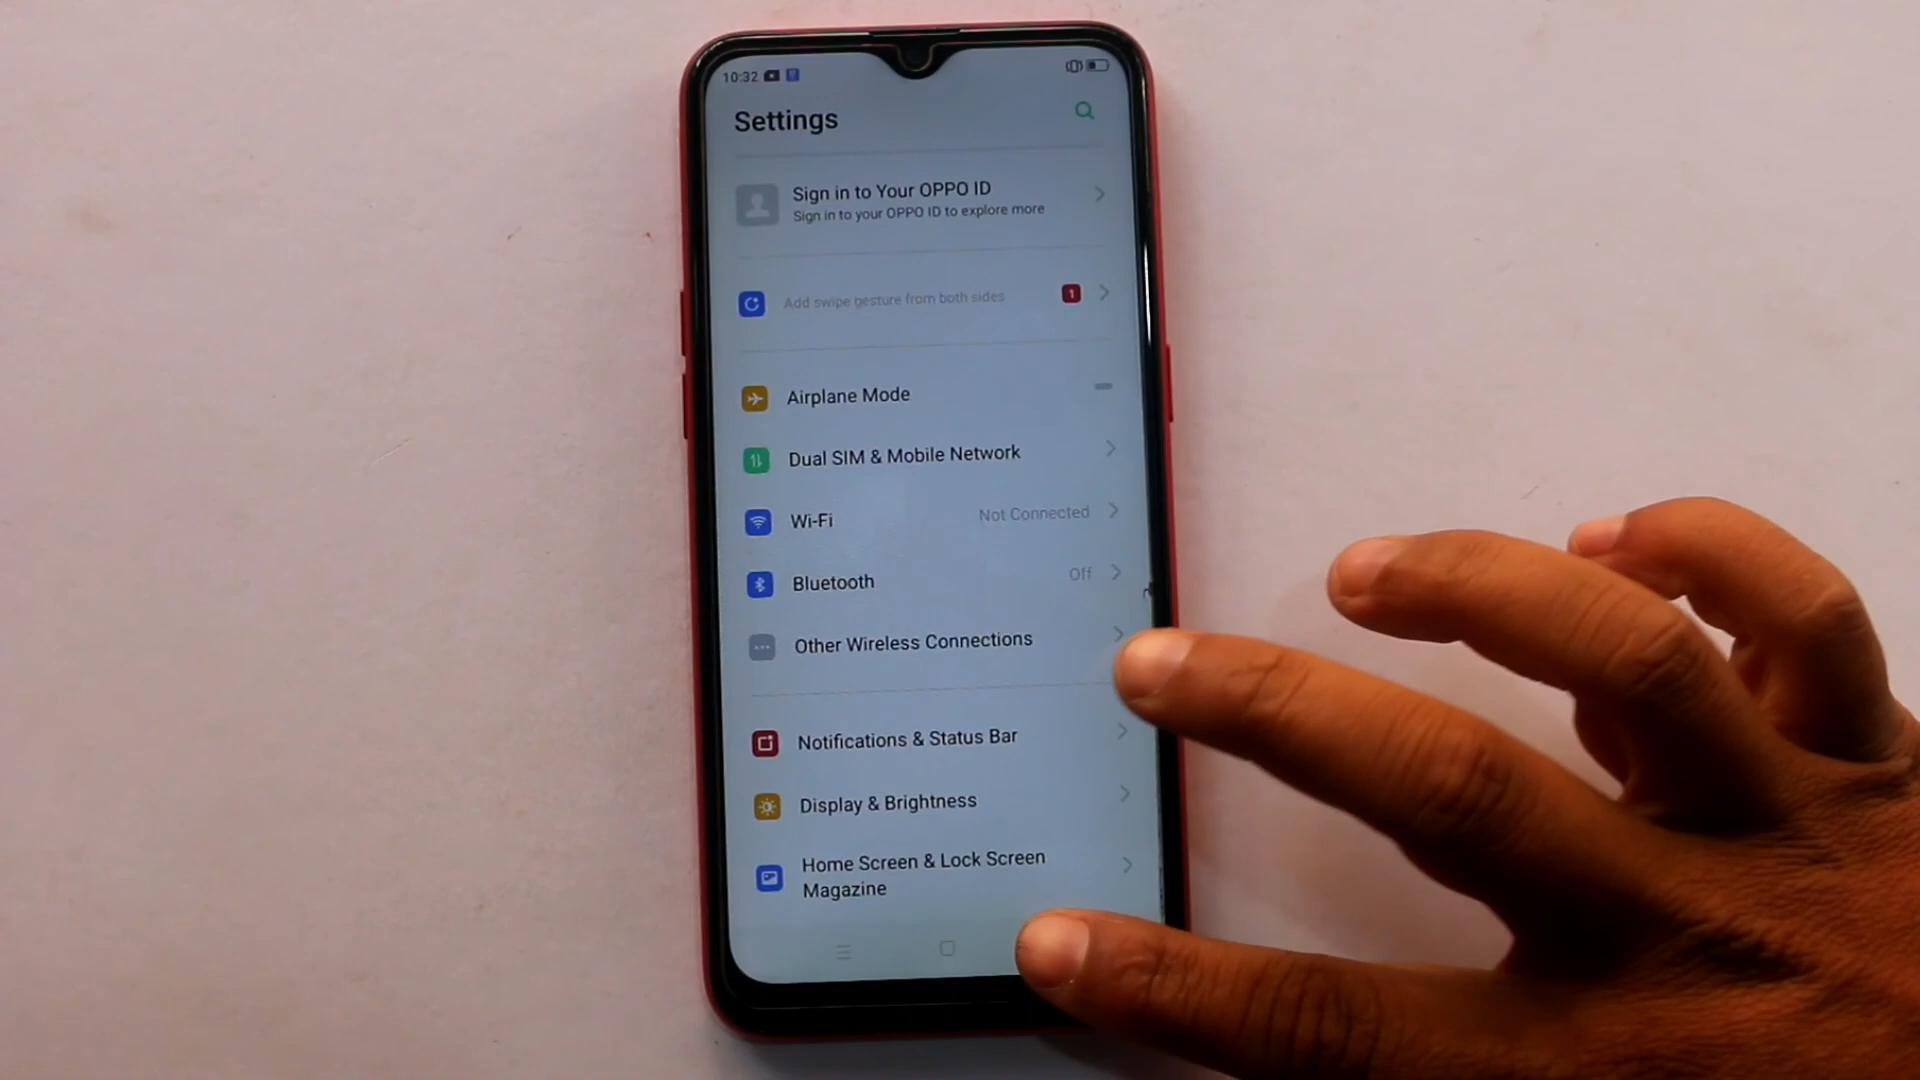 10:32
Settings
Sign in to Your OPPO ID
Sign in to your OPPO ID to explore more
Add swipe gesture from both sides 1
Airplane Mode
Dual SIM & Mobile Network
Wi-Fi Not Connected
Bluetooth Off
Other Wireless Connections
Notifications & Status Bar
Display & Brightness
Home Screen & Lock Screen
Magazine